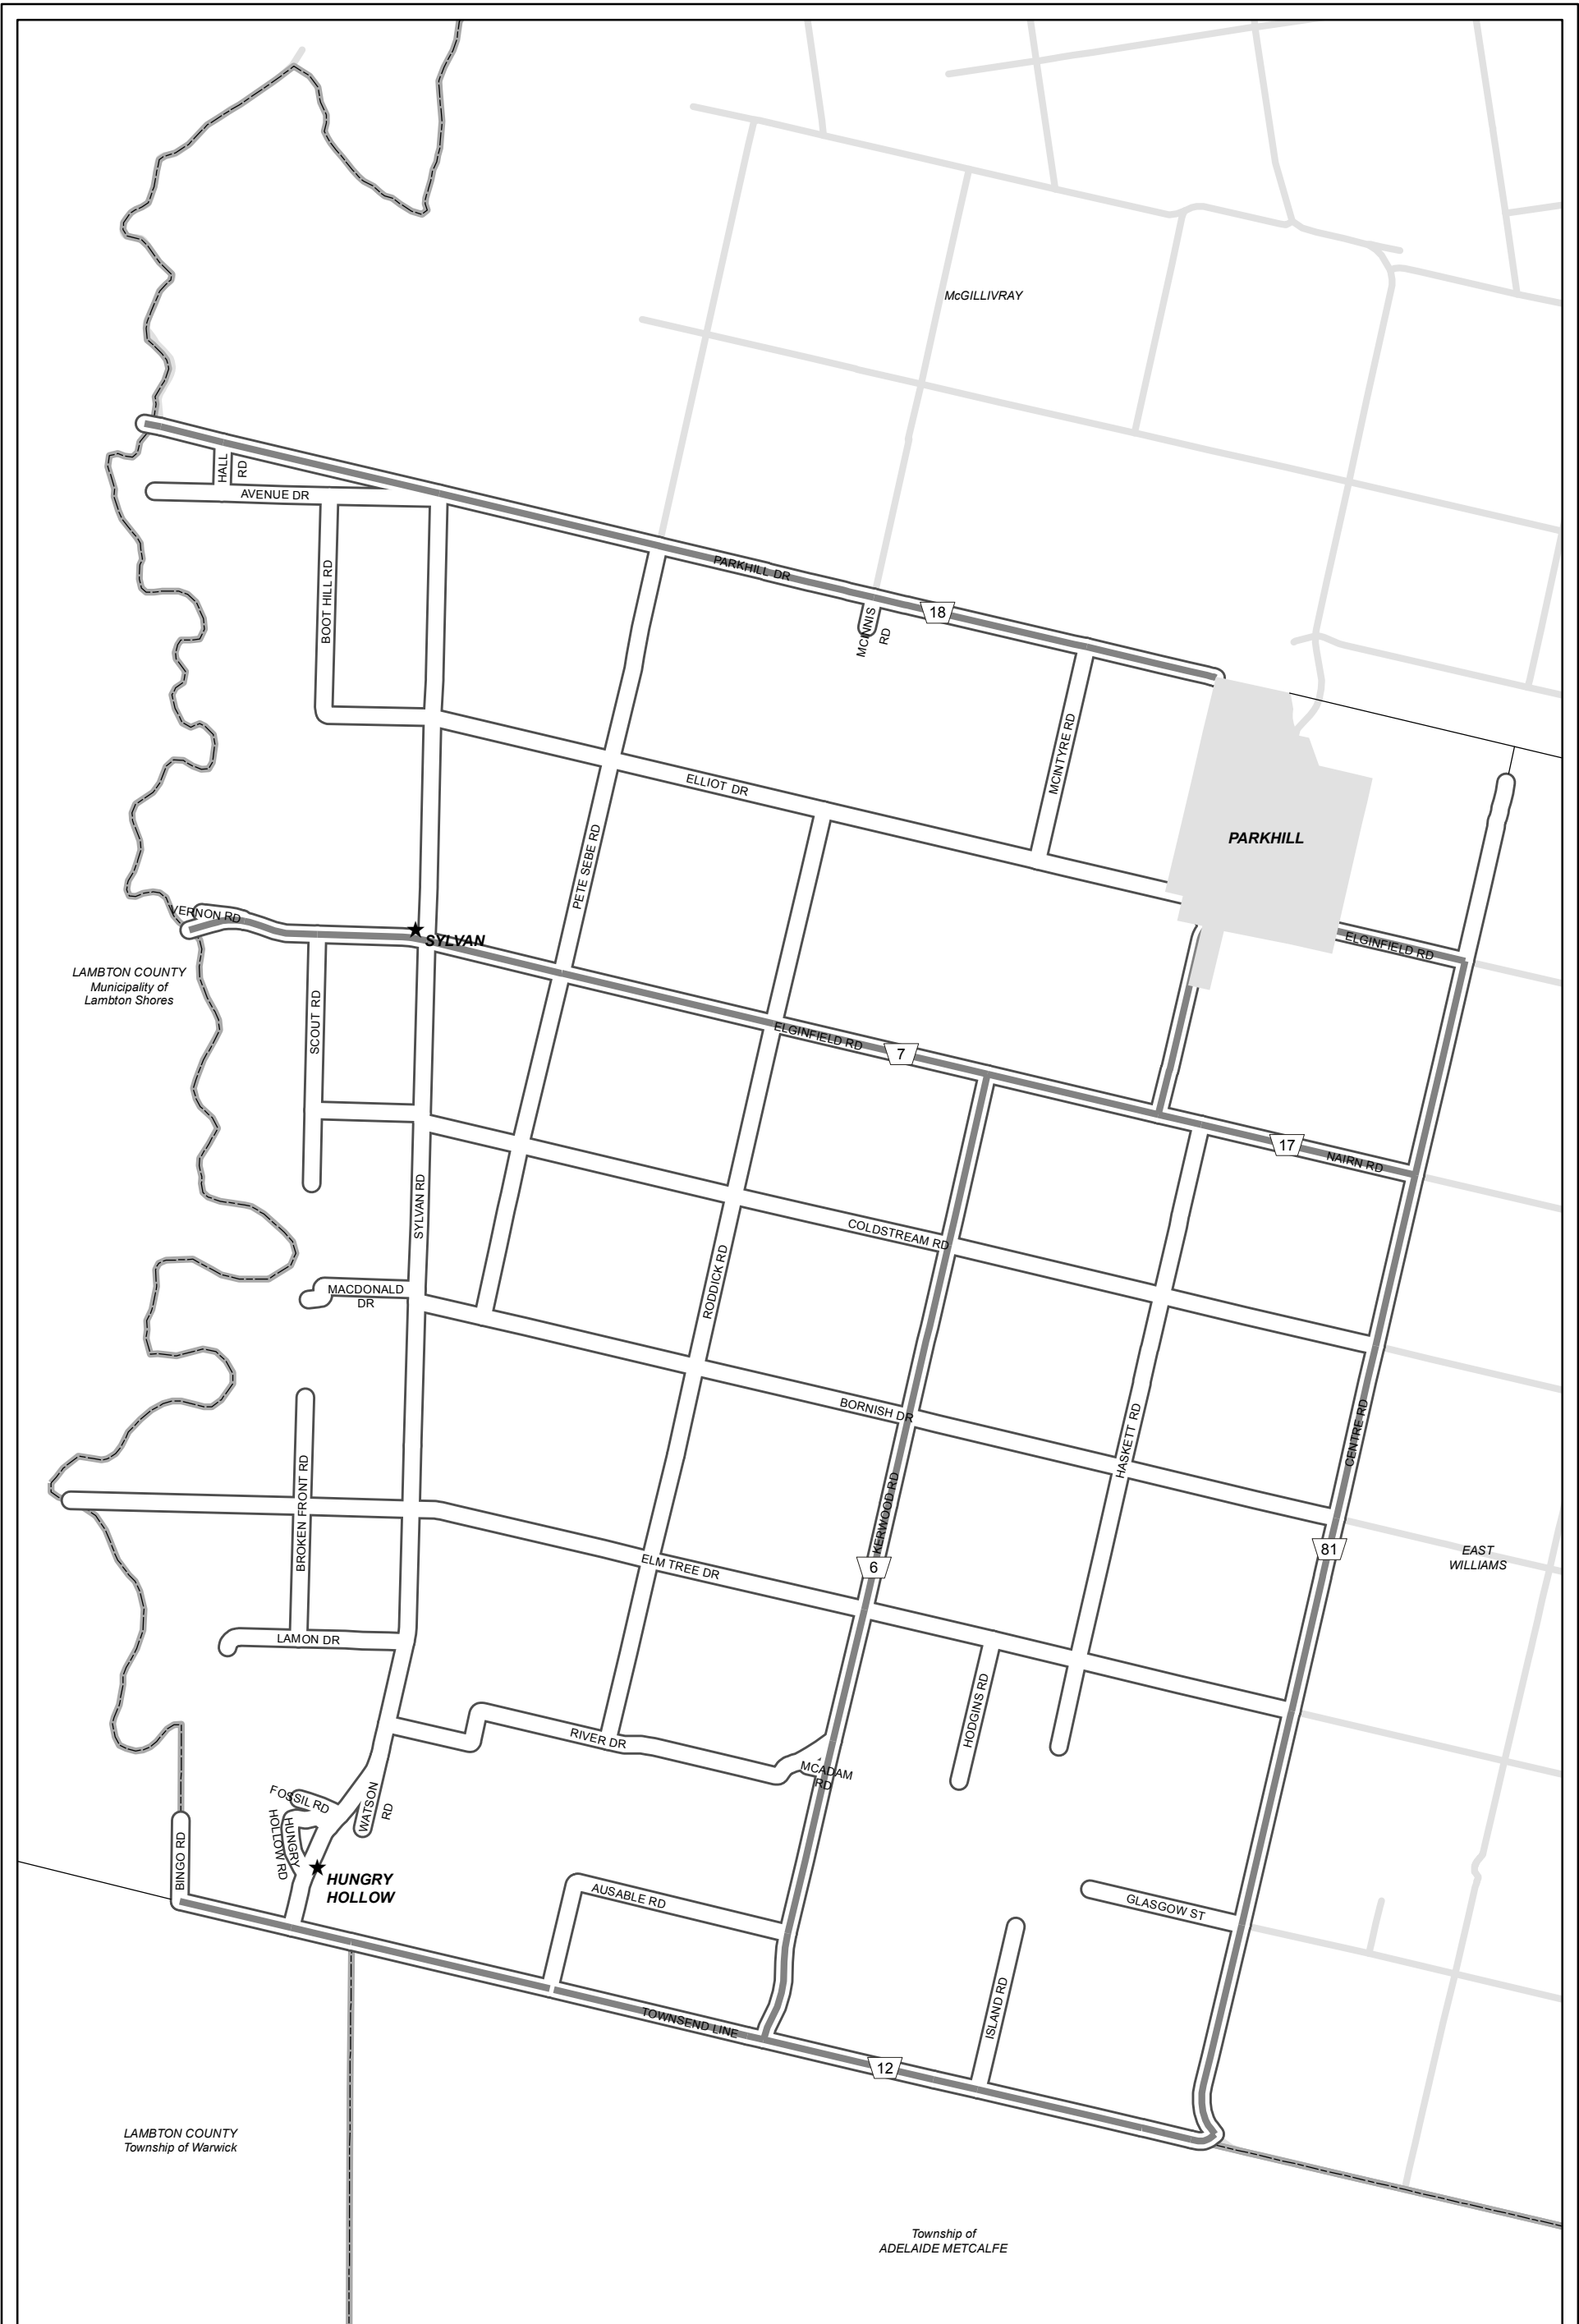 McGILLIVRAY
HALL
RD
AVENUE DR
BOOT HILL RD
PARKHILL DR
18
MCINNIS
RD
MCINTYRE RD
ELLIOT DR
PETE SEBE RD
PARKHILL
VERNON RD
SYLVAN
ELGINFIELD RD
LAMBTON COUNTY
Municipality of
Lambton Shores
SCOUT RD
ELGINFIELD RD
7
17
NAIRN RD
SYLVAN RD
COLDSTREAM RD
RODDICK RD
MACDONALD
DR
BORNISH DR
HASKETT RD
CENTRE RD
BROKEN FRONT RD
KERWOOD RD
81
EAST
WILLIAMS
ELM TREE DR
6
LAMON DR
HODGINS RD
RIVER DR
MCADAM
RD
FOSSIL RD
WATSON
RD
HUNGRY
HOLLOW RD
BINGO RD
HUNGRY
HOLLOW
AUSABLE RD
GLASGOW ST
ISLAND RD
TOWNSEND LINE
12
LAMBTON COUNTY
Township of Warwick
Township of
ADELAIDE METCALFE